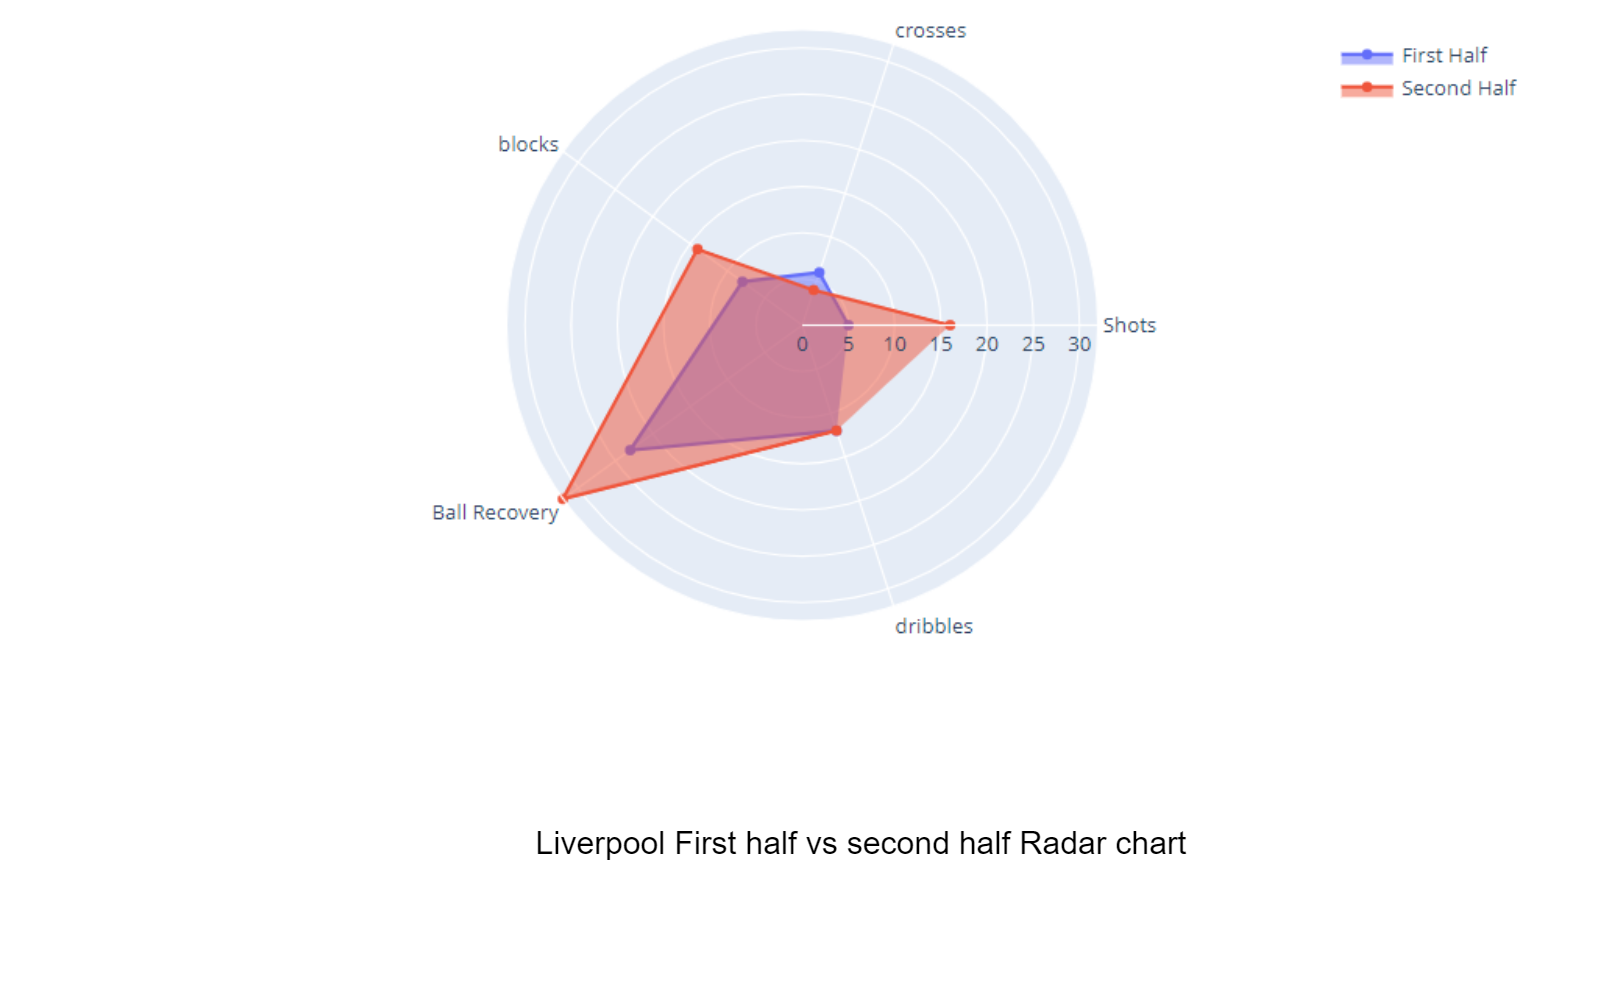 crosses
First Half
Second Half
blocks
Shots
0 5 10 15 20 25 30
Ball Recovery
dribbles
Liverpool First half vs second half Radar chart